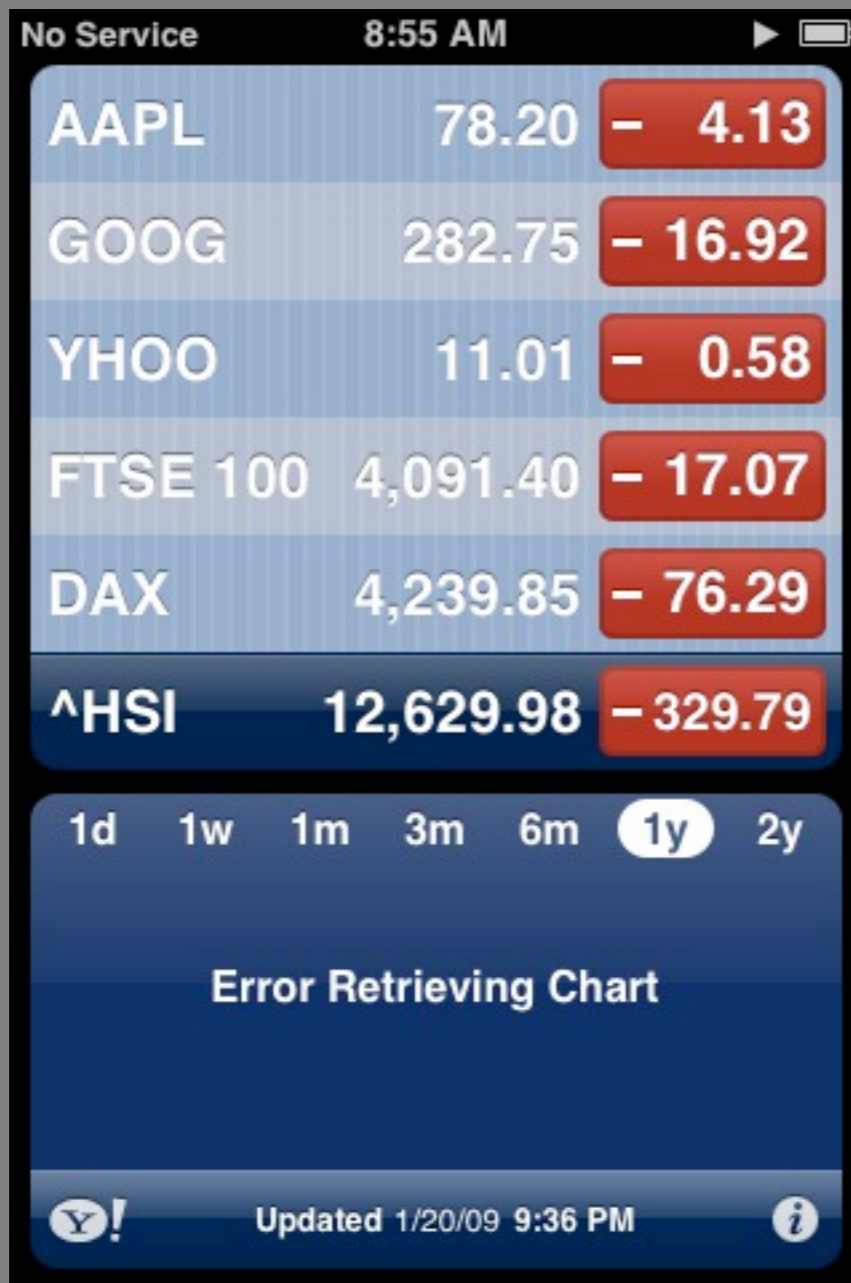 No Service 8:55 AM
AAPL 78.20 − 4.13
GOOG 282.75 − 16.92
YHOO 11.01 − 0.58
FTSE 100 4,091.40 − 17.07
DAX 4,239.85 − 76.29
^HSI 12,629.98 − 329.79
1d 1w 1m 3m 6m 1y 2y
Error Retrieving Chart
Y! Updated 1/20/09 9:36 PM i